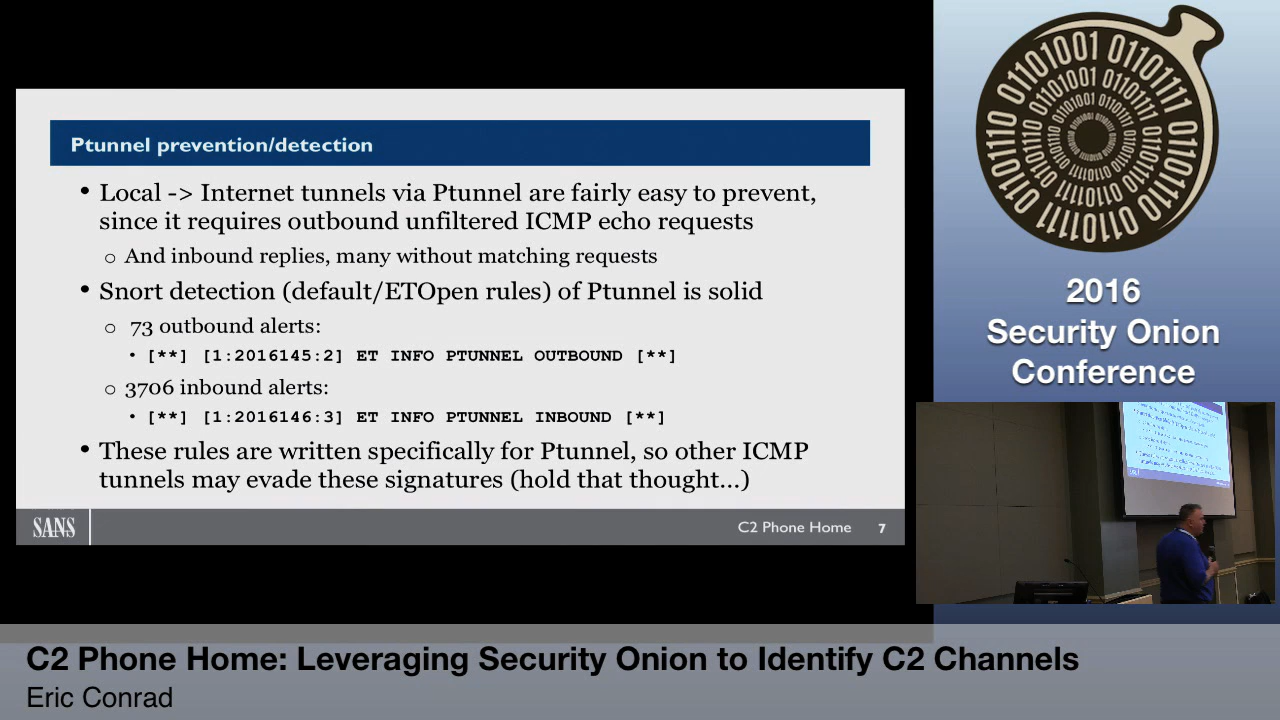 Ptunnel prevention/detection
• Local -> Internet tunnels via Ptunnel are fairly easy to prevent,
since it requires outbound unfiltered ICMP echo requests
o And inbound replies, many without matching requests
• Snort detection (default/ETOpen rules) of Ptunnel is solid
o 73 outbound alerts:
• [**] [1:2016145:2] ET INFO PTUNNEL OUTBOUND [**]
o 3706 inbound alerts:
• [**] [1:2016146:3] ET INFO PTUNNEL INBOUND [**]
• These rules are written specifically for Ptunnel, so other ICMP
tunnels may evade these signatures (hold that thought...)
SANS
C2 Phone Home 7
2016
Security Onion
Conference
C2 Phone Home: Leveraging Security Onion to Identify C2 Channels
Eric Conrad